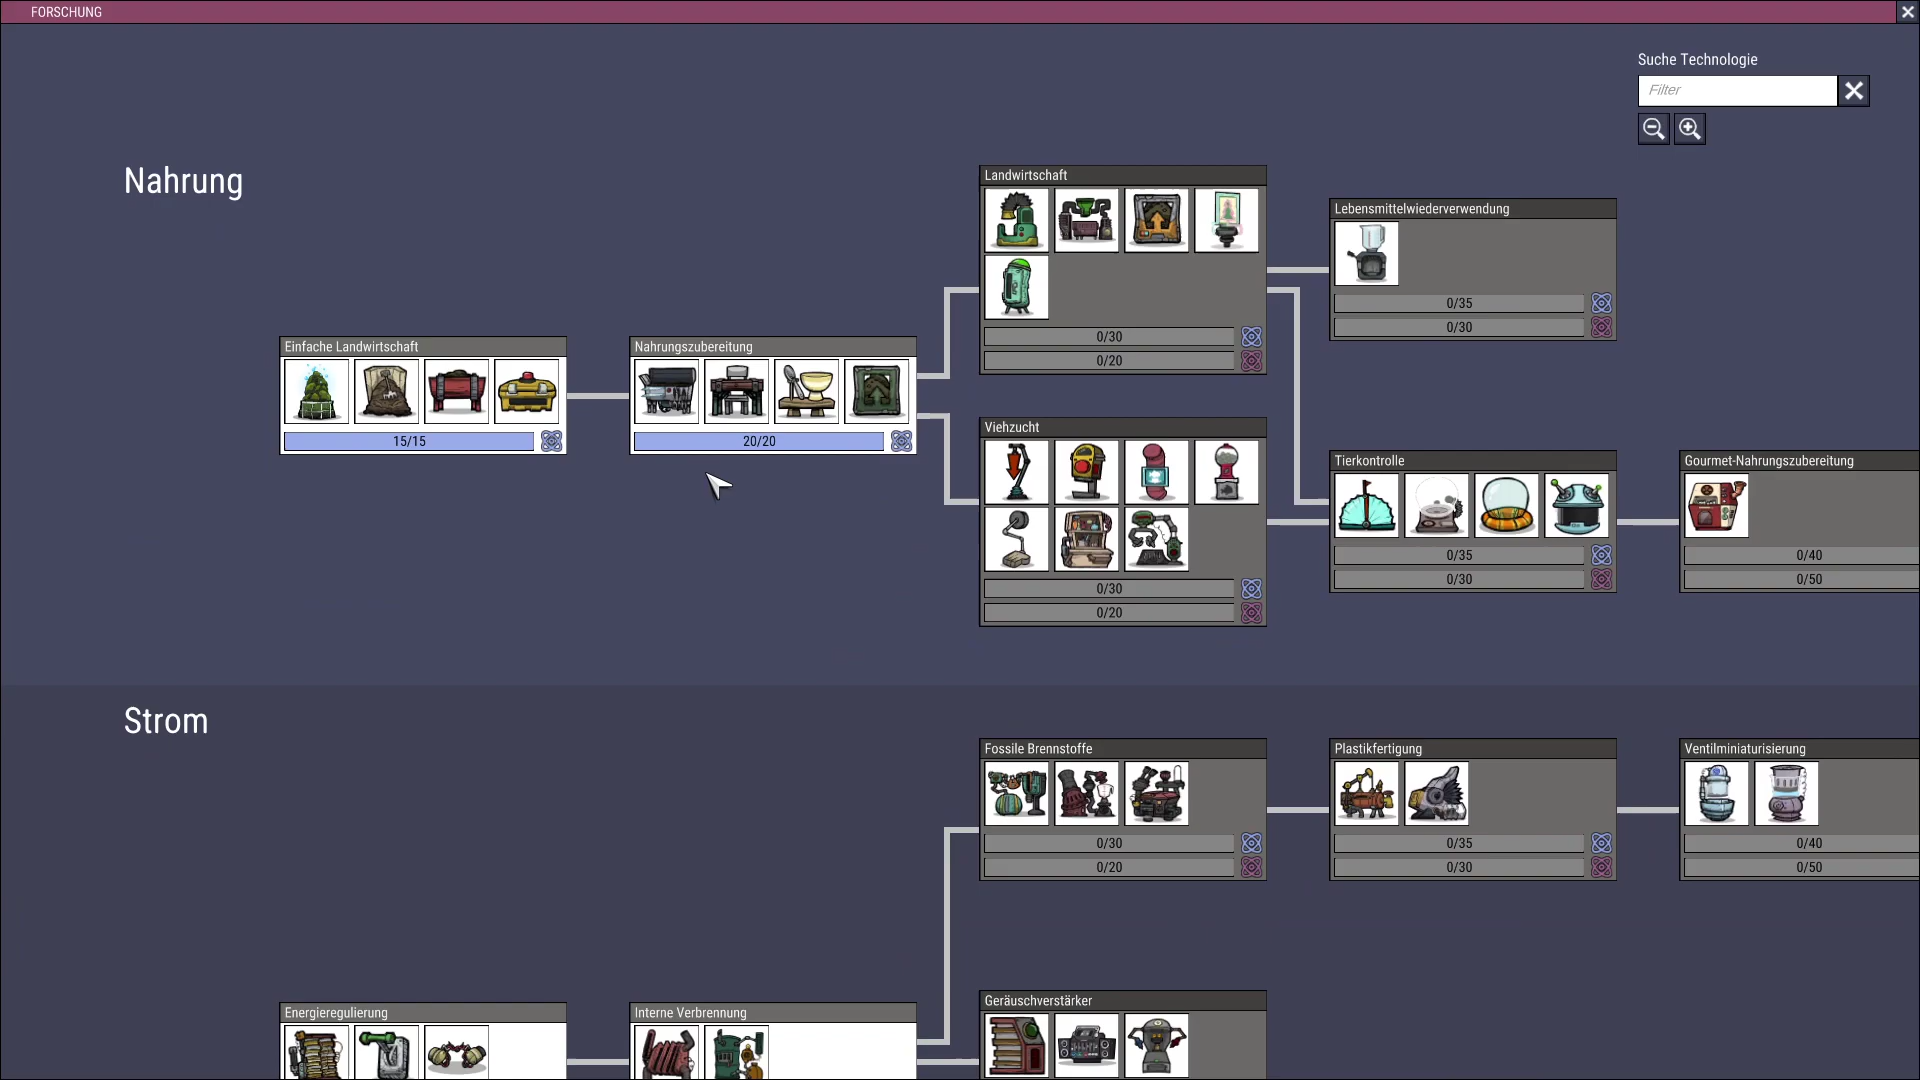 FORSCHUNG
Suche Technologie
Filter
Nahrung
Landwirtschaft
0/30
0/20
Lebensmittelwiederverwendung
0/35
0/30
Einfache Landwirtschaft
15/15
Nahrungszubereitung
20/20
Viehzucht
0/30
0/20
Tierkontrolle
0/35
0/30
Gourmet-Nahrungszubereitung
0/40
0/50
Strom
Fossile Brennstoffe
0/30
0/20
Plastikfertigung
0/35
0/30
Ventilminiaturisierung
0/40
0/50
Energieregulierung
Interne Verbrennung
Geräuschverstärker